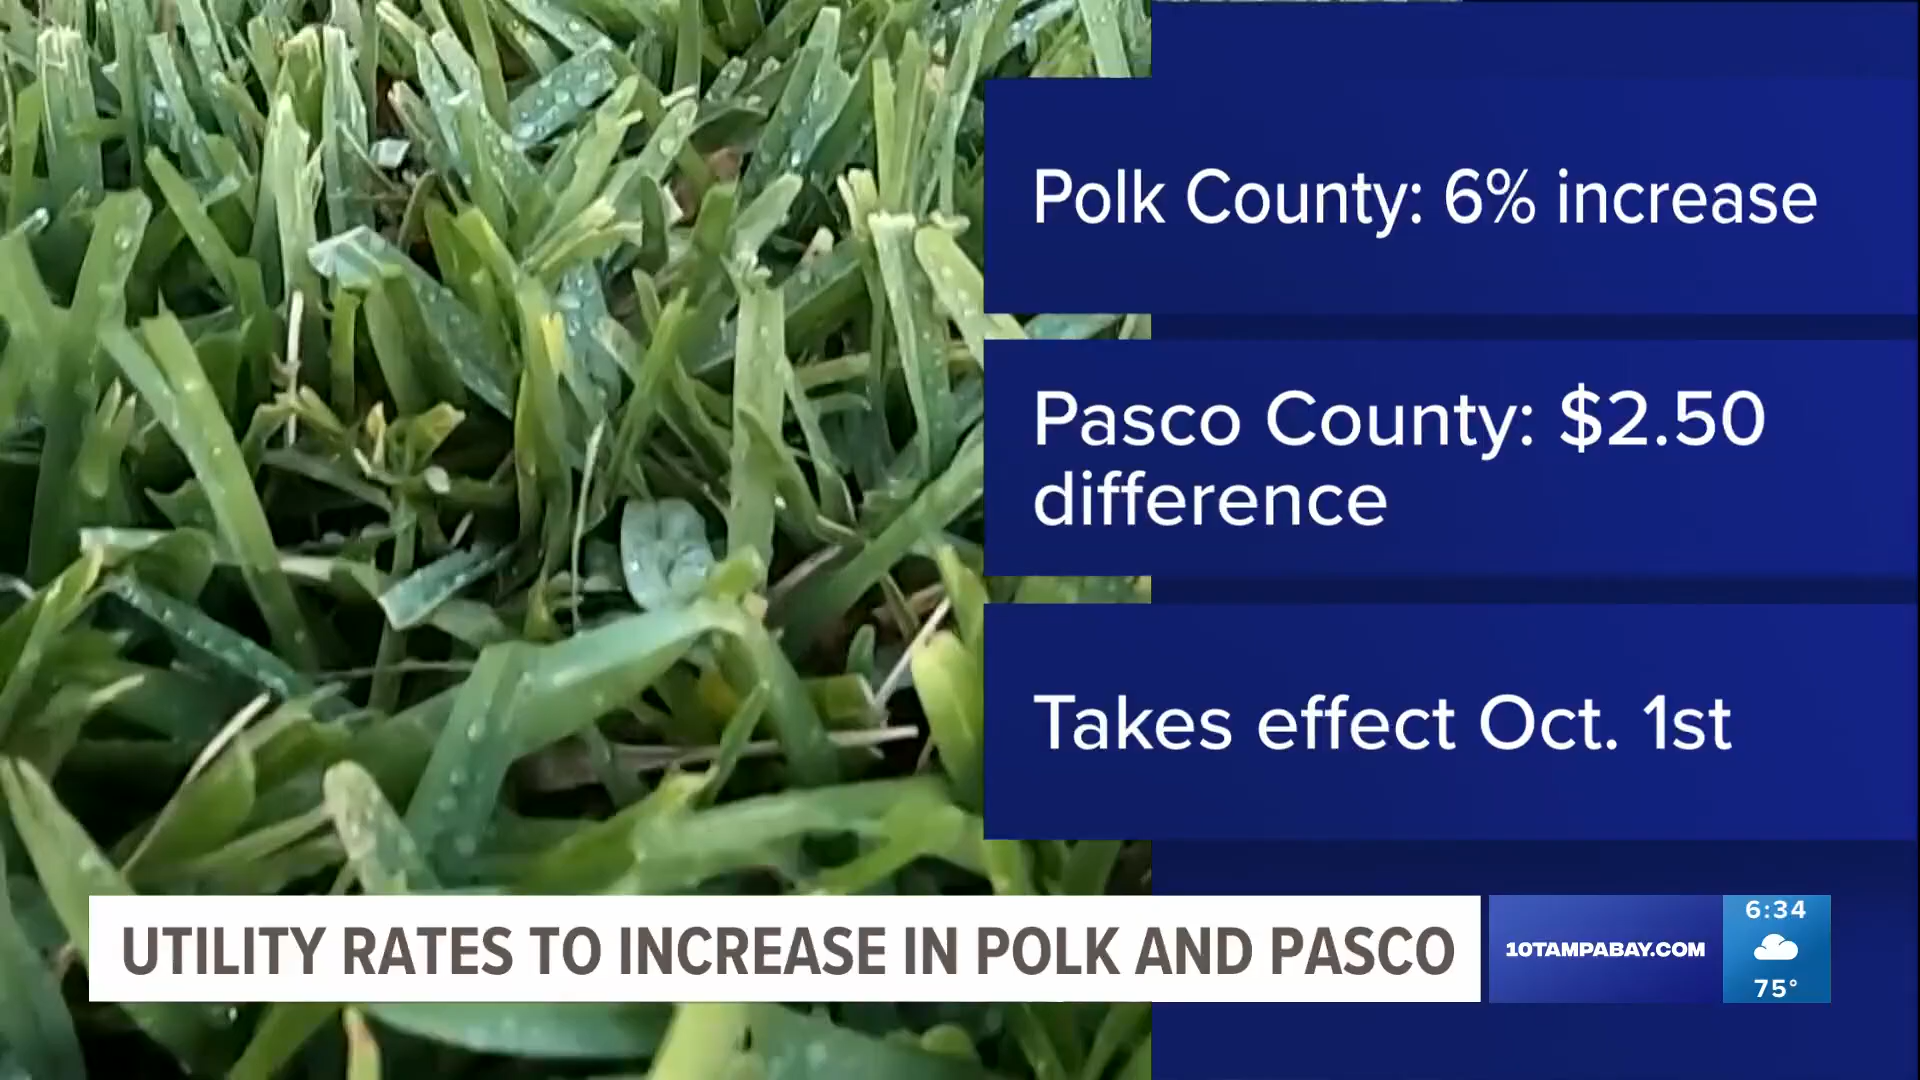 Polk County: 6% increase
Pasco County: $2.50
difference
Takes effect Oct. 1st
UTILITY RATES TO INCREASE IN POLK AND PASCO
10TAMPABAY.COM
6:34
75°